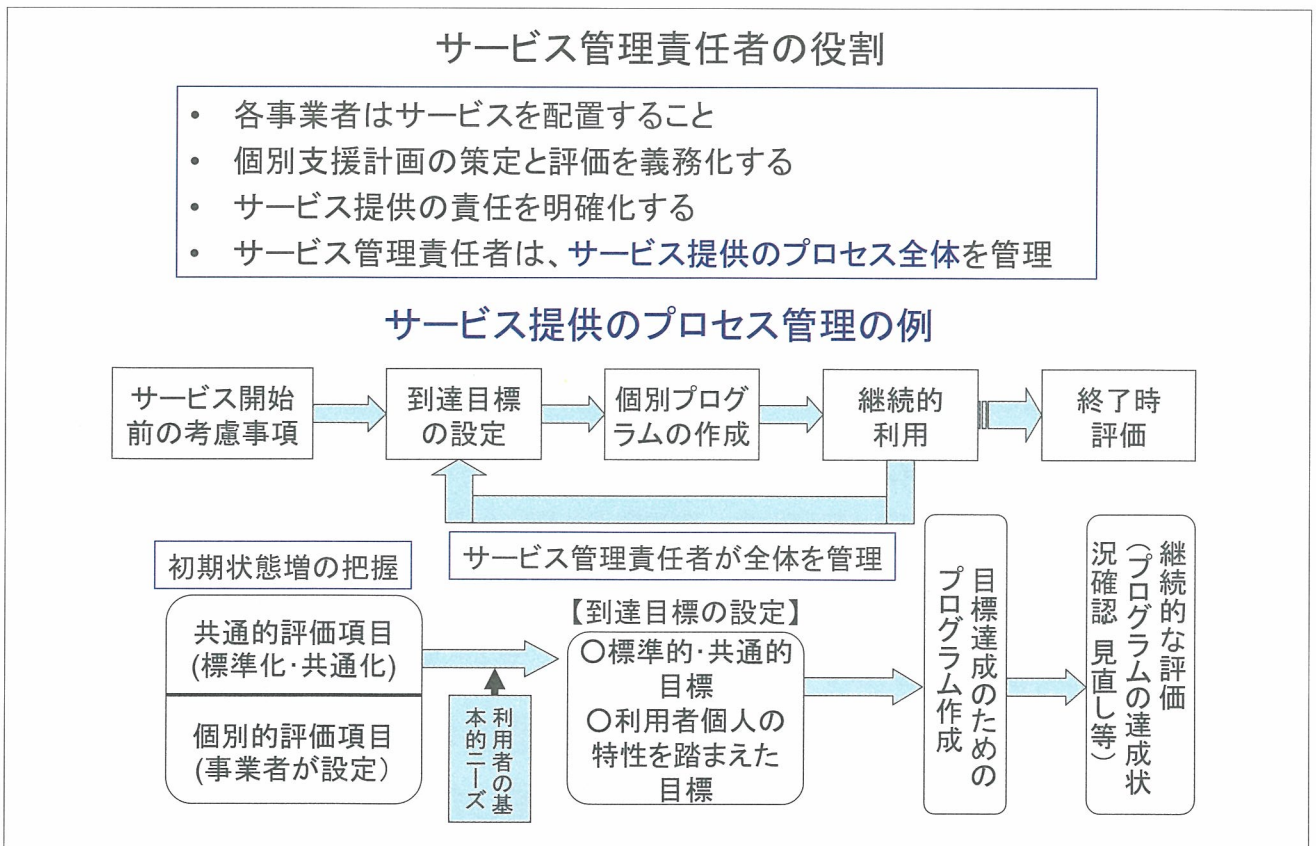 サービス管理責任者の役割
• 各事業者はサービスを配置すること
• 個別支援計画の策定と評価を義務化する
• サービス提供の責任を明確化する
• サービス管理責任者は、サービス提供のプロセス全体を管理
サービス提供のプロセス管理の例
サービス開始
前の考慮事項
到達目標
の設定
個別プログ
ラムの作成
継続的
利用
終了時
評価
サービス管理責任者が全体を管理
初期状態増の把握
共通的評価項目
(標準化・共通化)
個別的評価項目
(事業者が設定)
利用者の基
本的ニーズ
【到達目標の設定】
〇標準的・共通的
目標
〇利用者個人の
特性を踏まえた
目標
目標達成のための
プログラム作成
継続的な評価
(プログラムの達成状
況確認 見直し等)